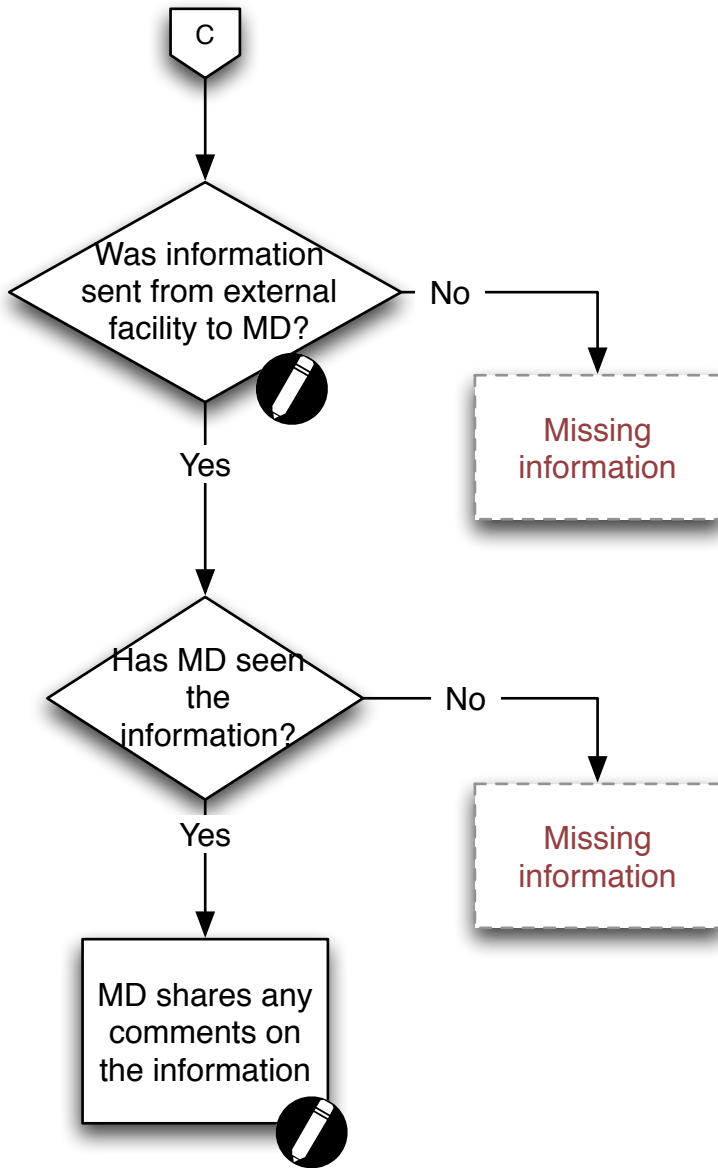 C
Was information
sent from external
facility to MD?
No
Missing
information
Yes
Has MD seen
the
information?
No
Missing
information
Yes
MD shares any
comments on
the information